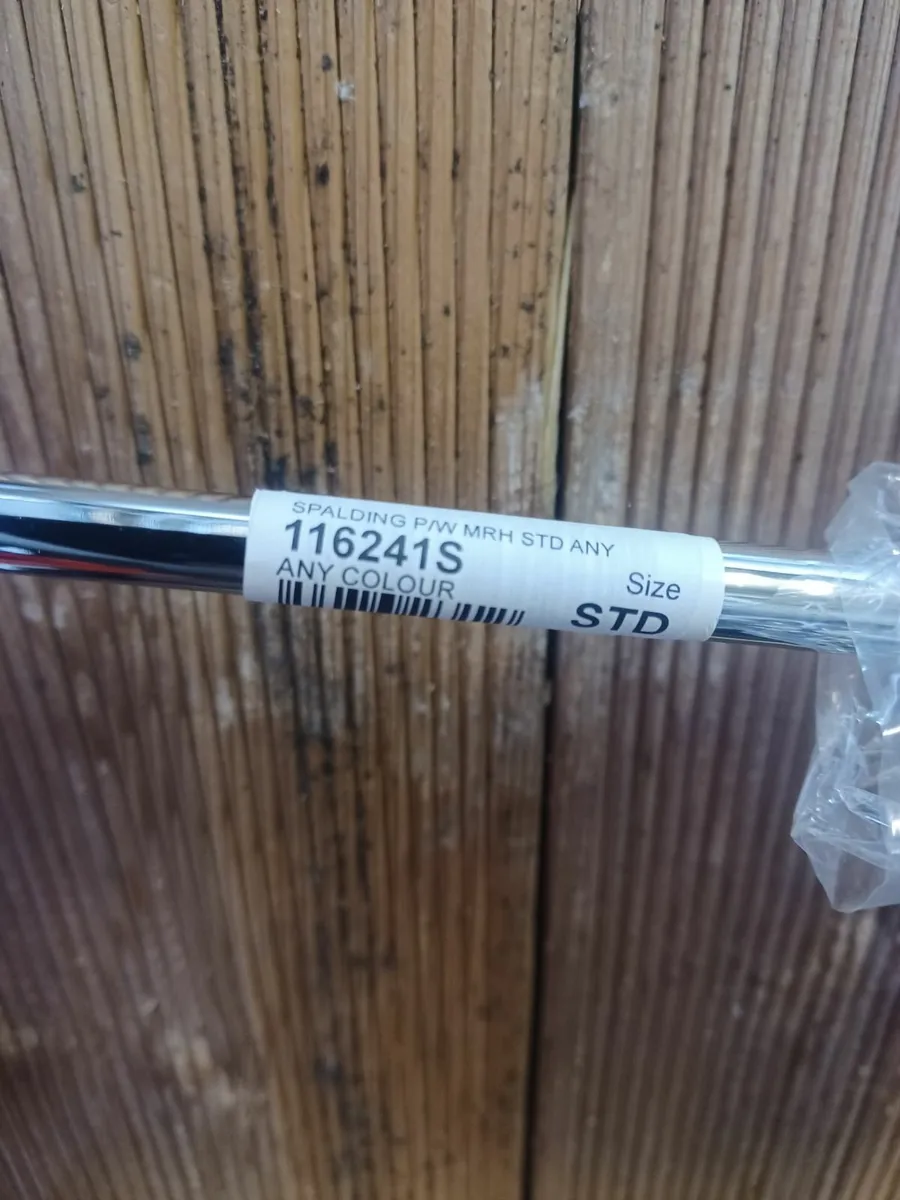 SPALDING P/W MRH STD ANY
116241S
ANY COLOUR
Size
STD